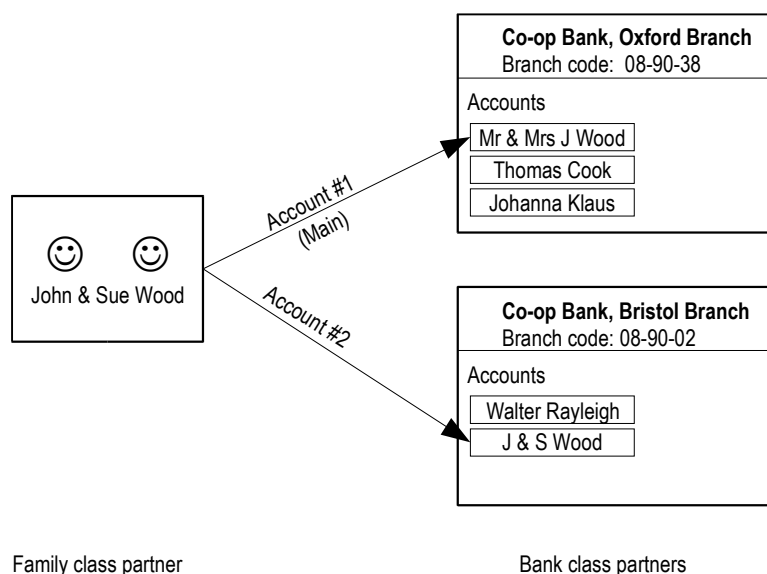 Co-op Bank, Oxford Branch
Branch code: 08-90-38
Accounts
Mr & Mrs J Wood
Thomas Cook
Johanna Klaus
Account #1
(Main)
John & Sue Wood
Account #2
Co-op Bank, Bristol Branch
Branch code: 08-90-02
Accounts
Walter Rayleigh
J & S Wood
Family class partner
Bank class partners